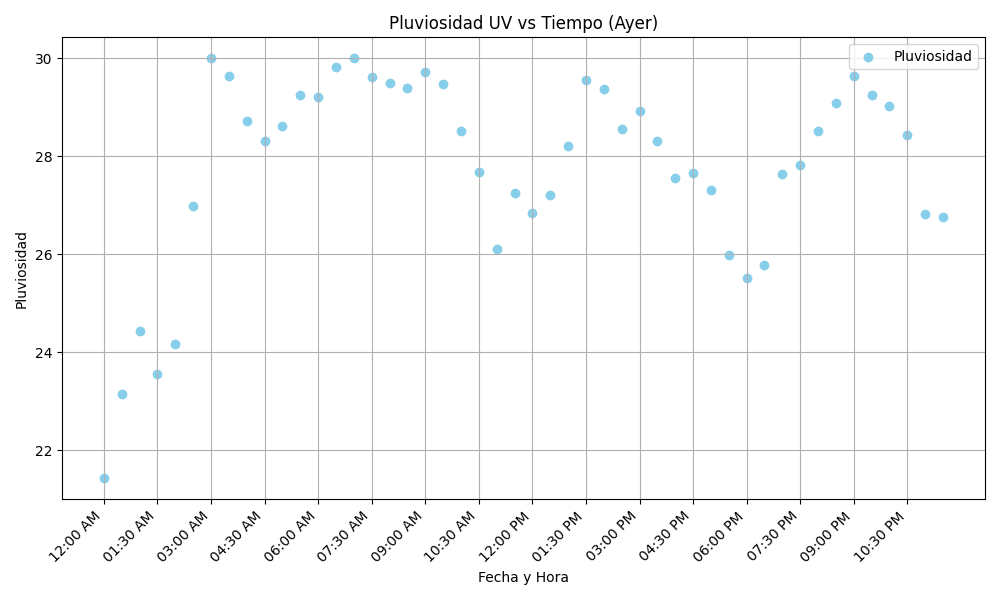 Pluviosidad UV vs Tiempo (Ayer)
Pluviosidad
30
28
26
24
22
Pluviosidad
12:00 AM
01:30 AM
03:00 AM
04:30 AM
06:00 AM
07:30 AM
09:00 AM
10:30 AM
12:00 PM
01:30 PM
03:00 PM
04:30 PM
06:00 PM
07:30 PM
09:00 PM
10:30 PM
Fecha y Hora